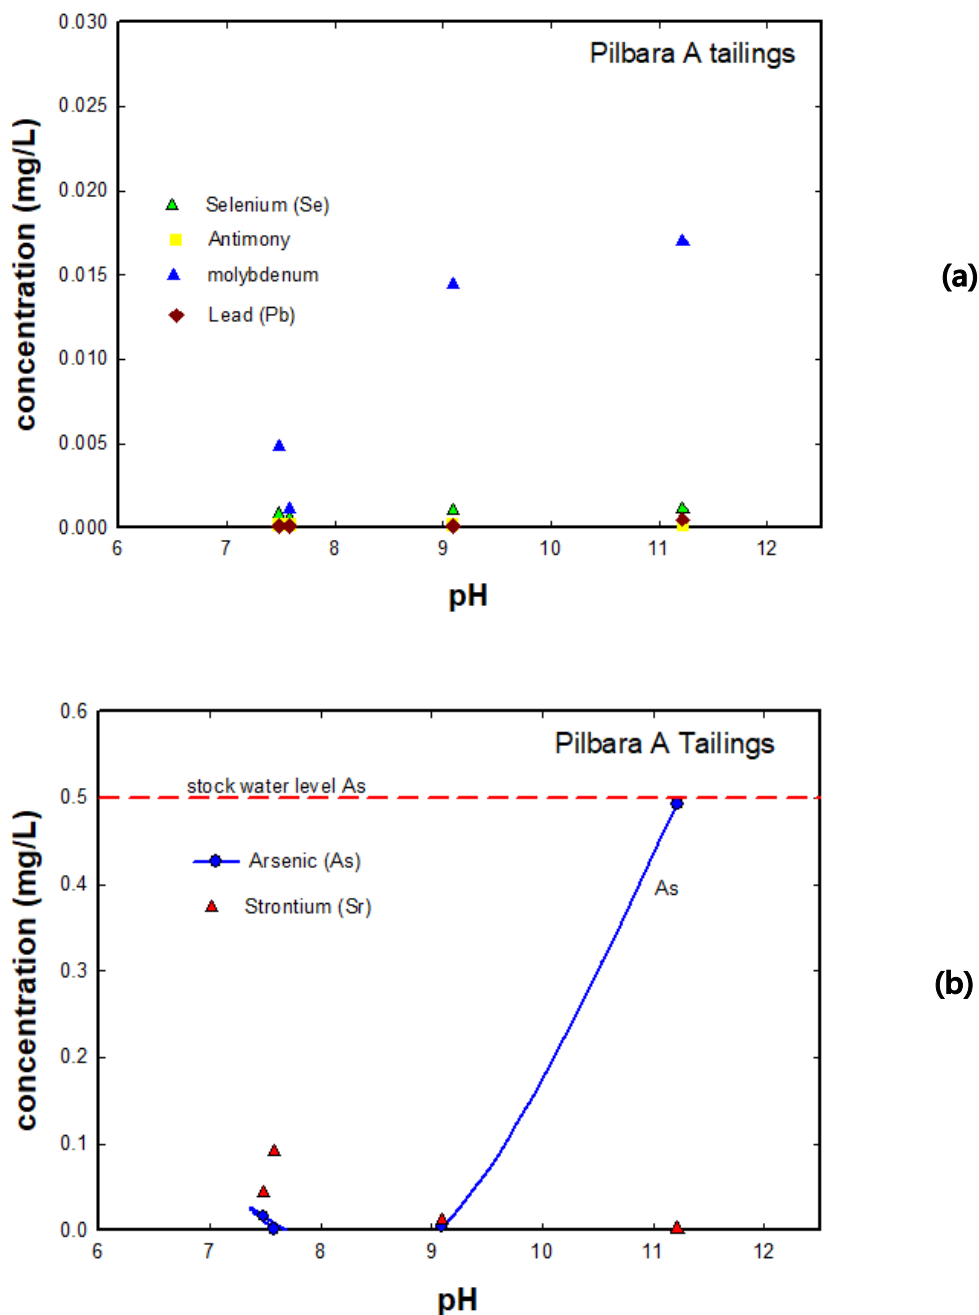 0.030
Pilbara A tailings
0.025
0.020
Selenium (Se)
Antimony
0.015
molybdenum
(a)
Lead (Pb)
0.010
0.005
0.000
concentration (mg/L)
6 7 8 9 10 11 12
pH
0.6
Pilbara A Tailings
stock water level As
0.5
Arsenic (As)
0.4
As
Strontium (Sr)
0.3
(b)
0.2
0.1
0.0
concentration (mg/L)
6 7 8 9 10 11 12
pH